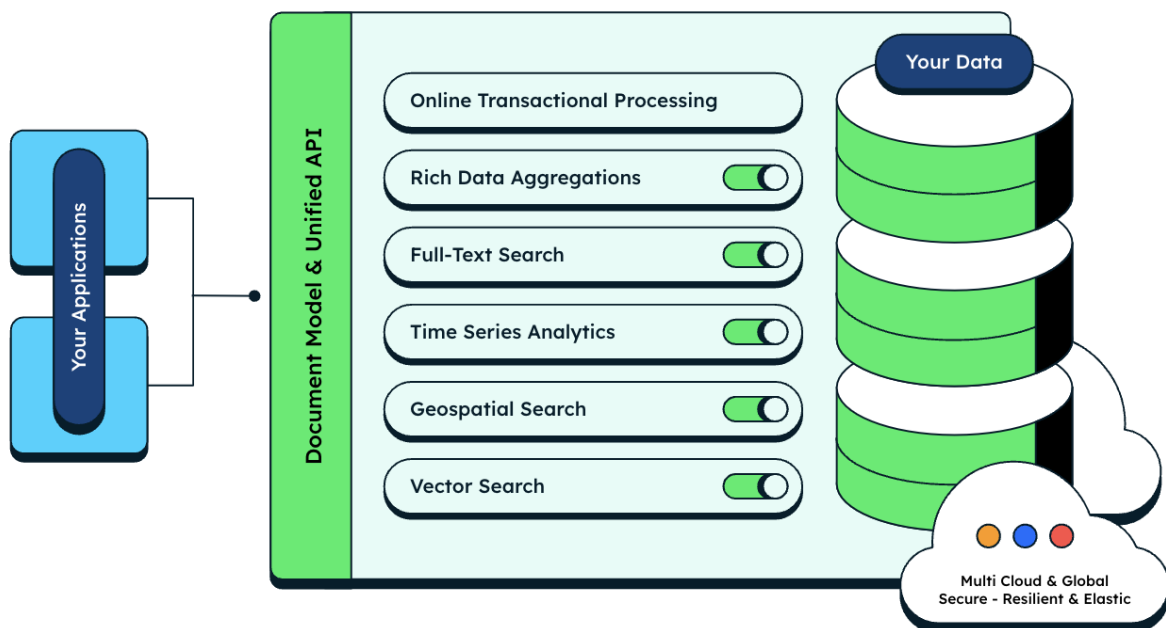 Your Applications
Document Model & Unified API
Online Transactional Processing
Rich Data Aggregations
Full-Text Search
Time Series Analytics
Geospatial Search
Vector Search
Your Data
Multi Cloud & Global
Secure - Resilient & Elastic